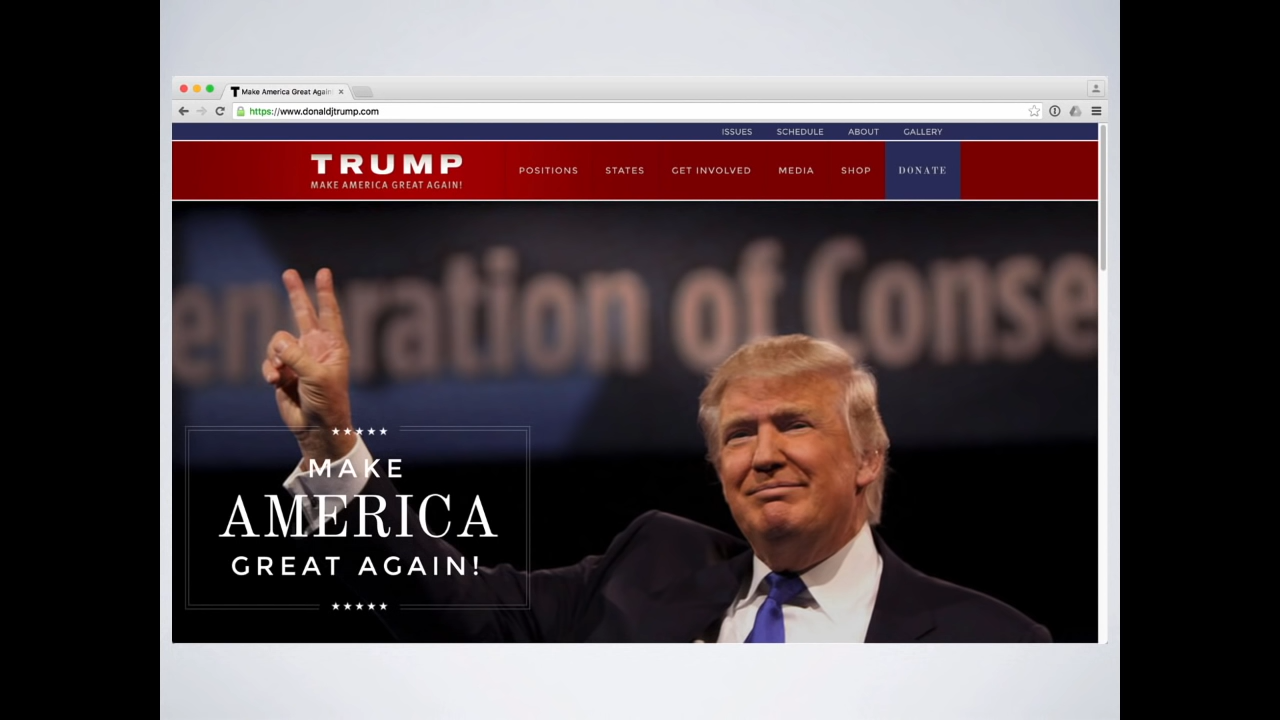 Make America Great Again
https://www.donaldjtrump.com
ISSUES SCHEDULE ABOUT GALLERY
TRUMP
MAKE AMERICA GREAT AGAIN!
POSITIONS STATES GET INVOLVED MEDIA SHOP DONATE
of Conse
★★★★★
MAKE
AMERICA
GREAT AGAIN!
★★★★★